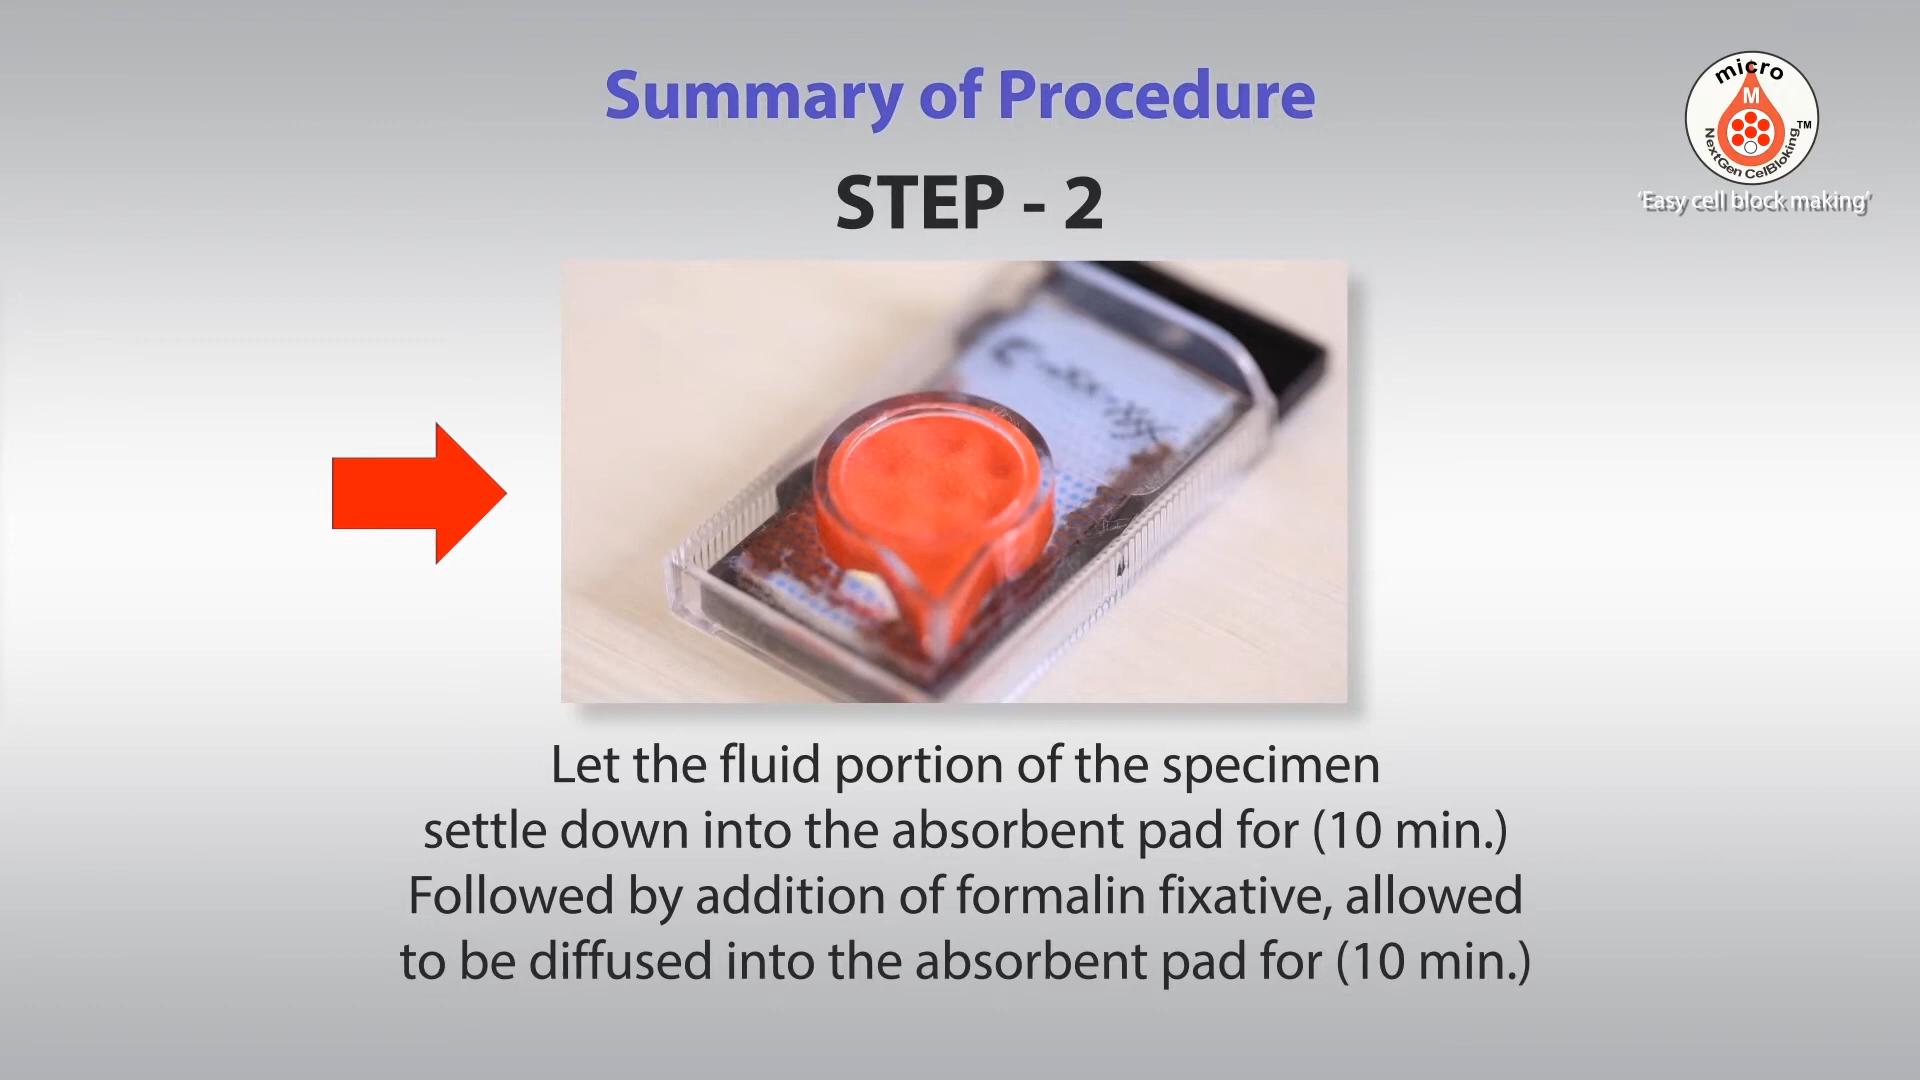 Summary of Procedure
micro
M
NextGen CelBloking
TM
'Easy cell block making'
STEP - 2
Let the fluid portion of the specimen
settle down into the absorbent pad for (10 min.)
Followed by addition of formalin fixative, allowed
to be diffused into the absorbent pad for (10 min.)